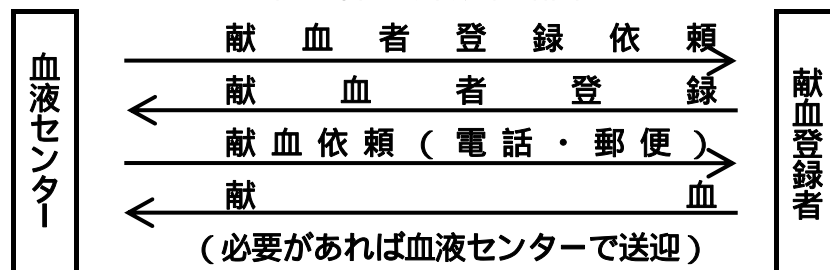 血液センター
献血者登録依頼
献血者登録
献血依頼(電話・郵便)
献血
(必要があれば血液センターで送迎)
献血登録者